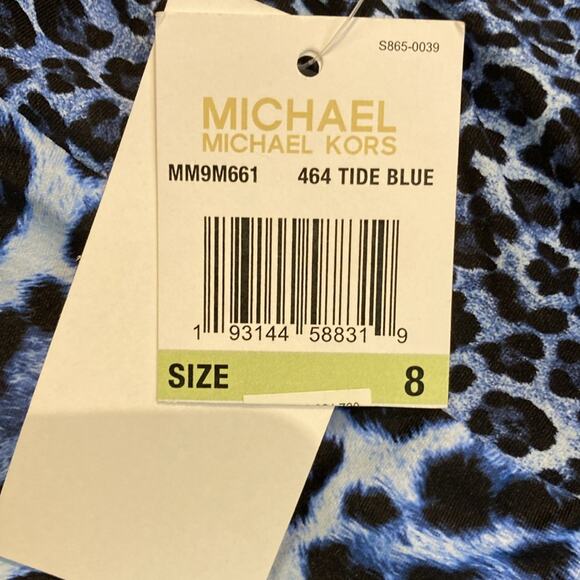 S865-0039
MICHAEL
MICHAEL KORS
MM9M661 464 TIDE BLUE
1 93144 58831 9
SIZE 8